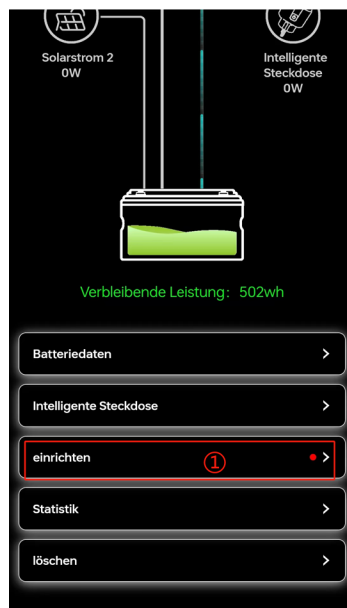 Solarstrom 2
0W
Intelligente
Steckdose
0W
Verbleibende Leistung: 502wh
Batteriedaten
Intelligente Steckdose
einrichten ①
Statistik
löschen